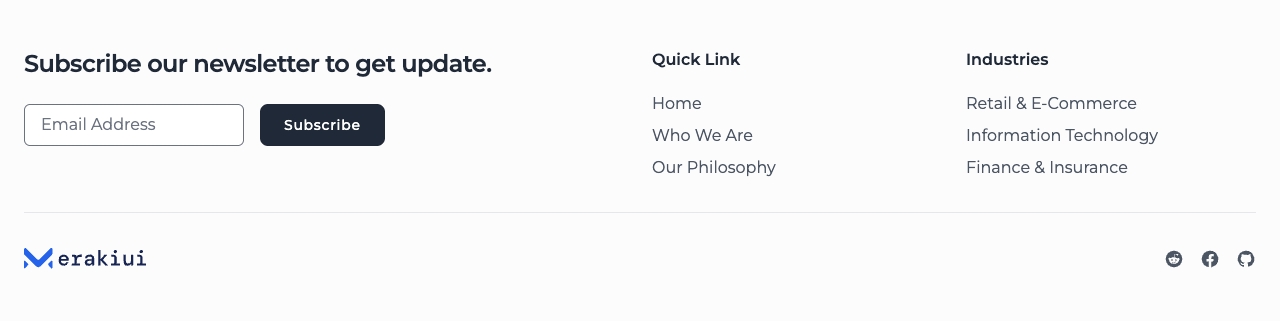 Subscribe our newsletter to get update.
Email Address
Subscribe
Quick Link
Home
Who We Are
Our Philosophy
Industries
Retail & E-Commerce
Information Technology
Finance & Insurance
erakiui